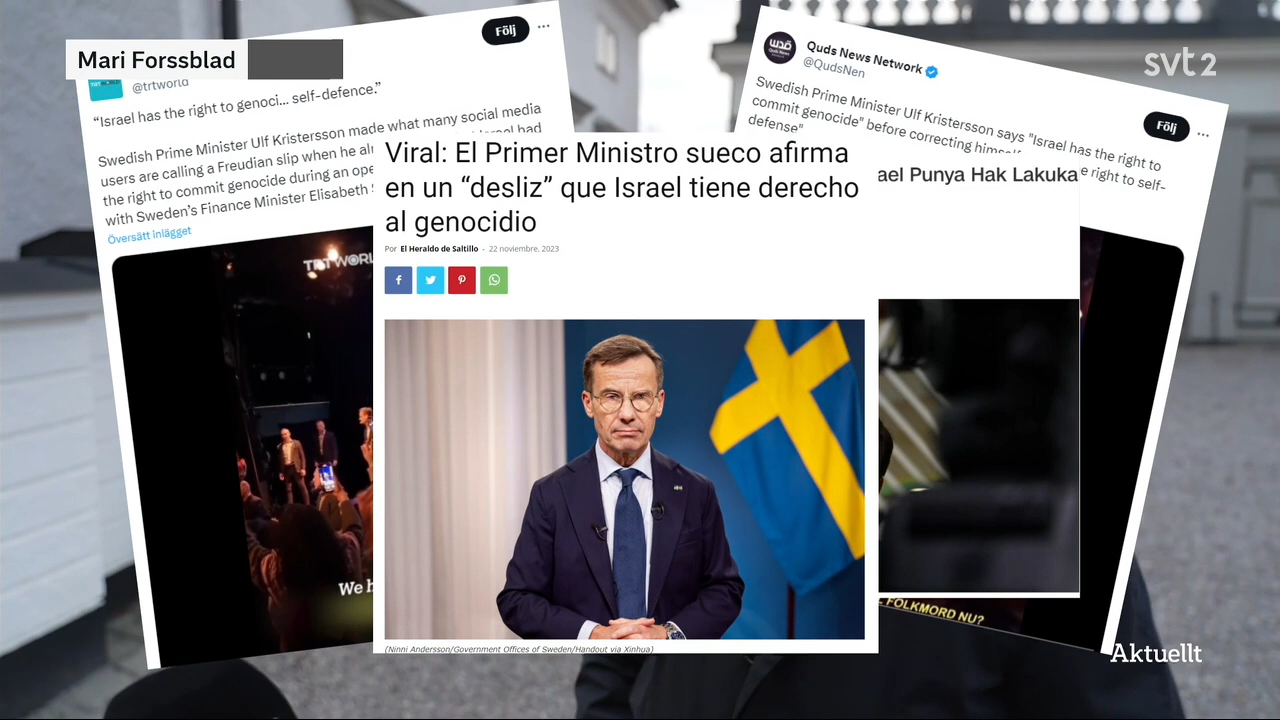 Mari Forssblad
svt2
Följ
@trtworld
“Israel has the right to genoci... self-defence.”
Swedish Prime Minister Ulf Kristersson made what many social media
users are calling a Freudian slip when he
the right to commit genocide during an
with Sweden’s Finance Minister Elisabeth
Översätt inlägget
TRT WORL
We
Viral: El Primer Ministro sueco afirma
en un “desliz” que Israel tiene derecho
al genocidio
Por El Heraldo de Saltillo - 22 noviembre, 2023
(Ninni Andersson/Government Offices of Sweden/Handout via Xinhua)
Quds News Network
@QudsNen
Följ
Swedish Prime Minister Ulf Kristersson says "Israel has the right to
commit genocide" before correcting
e right to self-
defense"
ael Punya Hak Lakuka
FOLKMORD NU?
Aktuellt